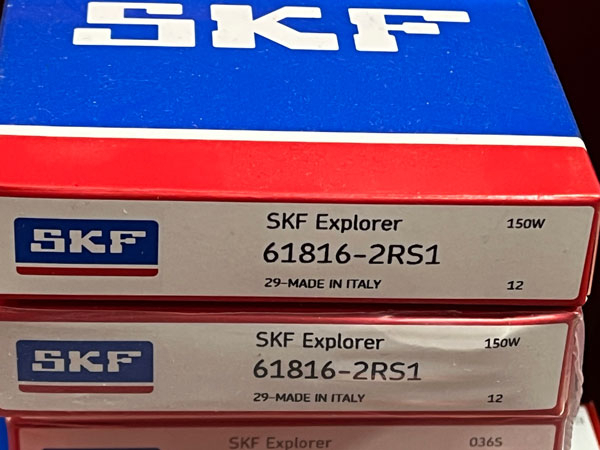 SKF
SKF
SKF Explorer 150W
61816-2RS1
29-MADE IN ITALY 12
SKF
SKF Explorer 150W
61816-2RS1
29-MADE IN ITALY 12
SKF Explorer 0365